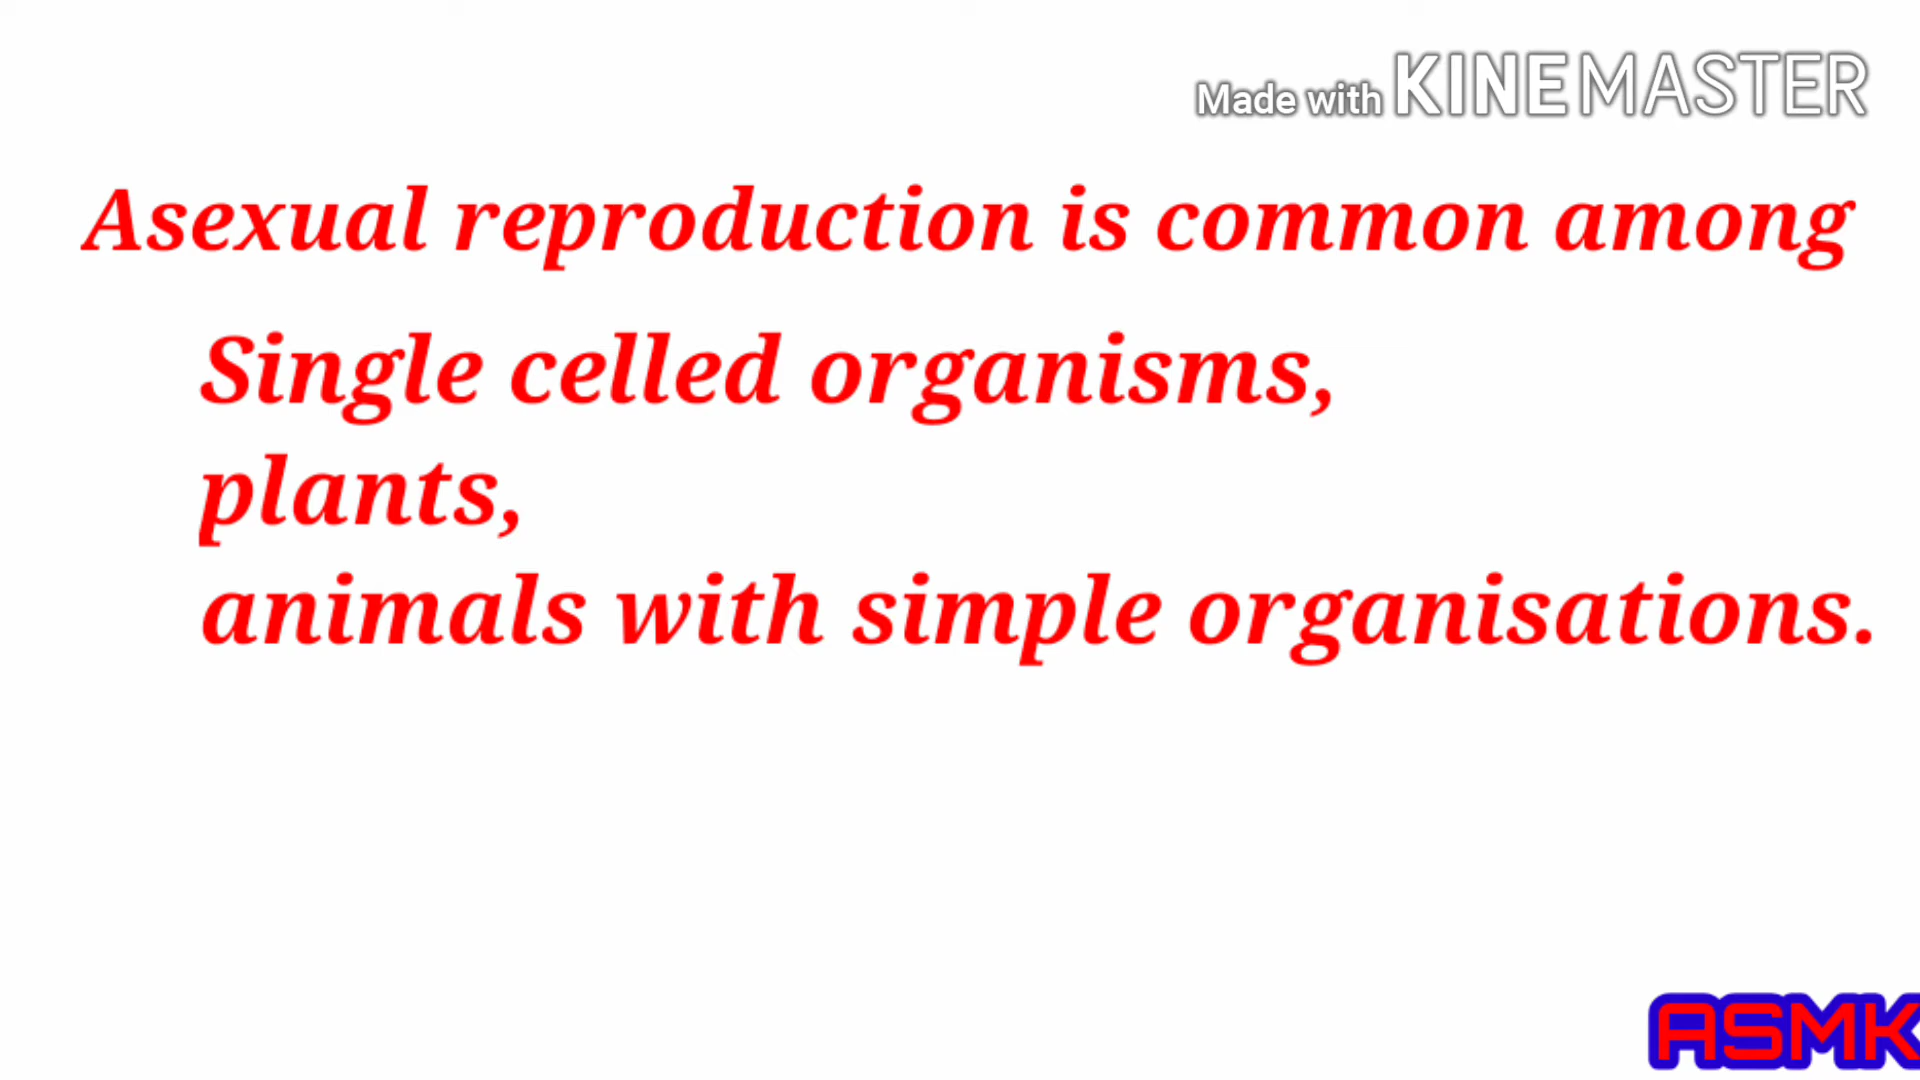 Made with KINEMASTER
Asexual reproduction is common among
Single celled organisms,
plants,
animals with simple organisations.
ASMK